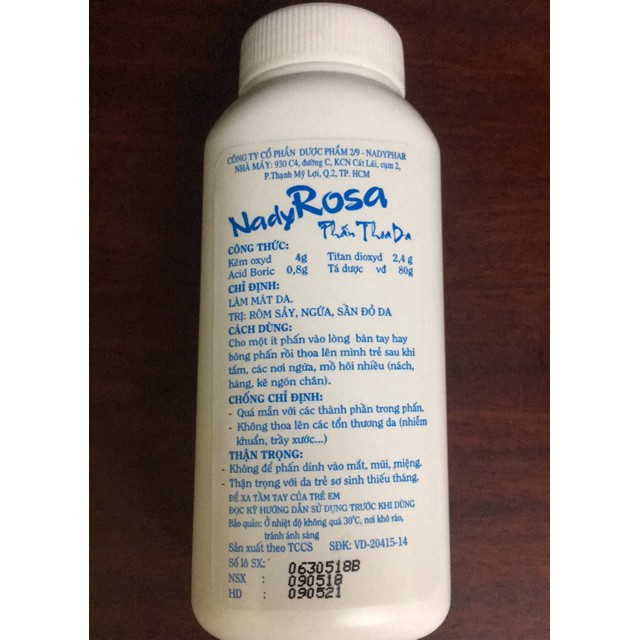 CÔNG TY CỔ PHẦN DƯỢC PHẨM 2/9 - NADYPHAR
NHÀ MÁY: 930 C4, đường C, KCN Cát Lái, cụm 2,
P.Thạnh Mỹ Lợi, Q.2, TP. HCM
NadyRosa
Phấn Thoa Da
CÔNG THỨC:
Kẽm oxyd 4g Titan dioxyd 2,4 g
Acid Boric 0,8g Tá dược vđ 80g
CHỈ ĐỊNH:
LÀM MÁT DA.
TRỊ: RÔM SẢY, NGỨA, SẦN ĐỎ DA
CÁCH DÙNG:
Cho một ít phấn vào lòng bàn tay hay
bông phấn rồi thoa lên mình trẻ sau khi
tắm, các nơi ngứa, mồ hôi nhiều (nách,
háng, kẽ ngón chân).
CHỐNG CHỈ ĐỊNH:
- Quá mẫn với các thành phần trong phấn.
- Không thoa lên các tổn thương da (nhiễm
khuẩn, trầy xước...)
THẬN TRỌNG:
- Không để phấn dính vào mắt, mũi, miệng.
- Thận trọng với da trẻ sơ sinh thiếu tháng.
ĐỂ XA TẦM TAY CỦA TRẺ EM
ĐỌC KỸ HƯỚNG DẪN SỬ DỤNG TRƯỚC KHI DÙNG
Bảo quản: Ở nhiệt độ không quá 30°C, nơi khô ráo,
tránh ánh sáng
Sản xuất theo TCCS SĐK: VD-20415-14
Số lô SX: 0630518B
NSX : 090518
HD : 090521